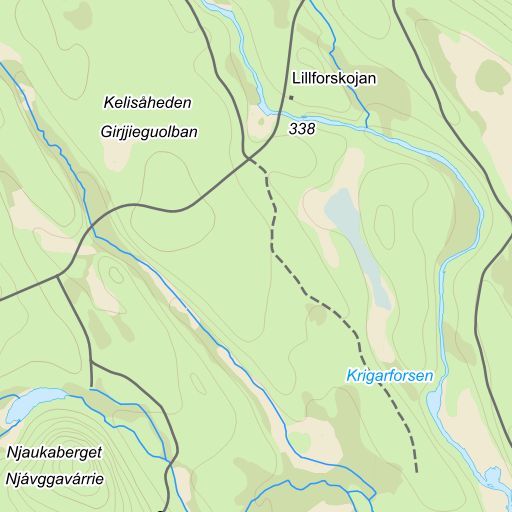 Lillforskojan
Kelisåheden
Girjjieguolban
338
Krigarforsen
Njaukaberget
Njávggavárrie